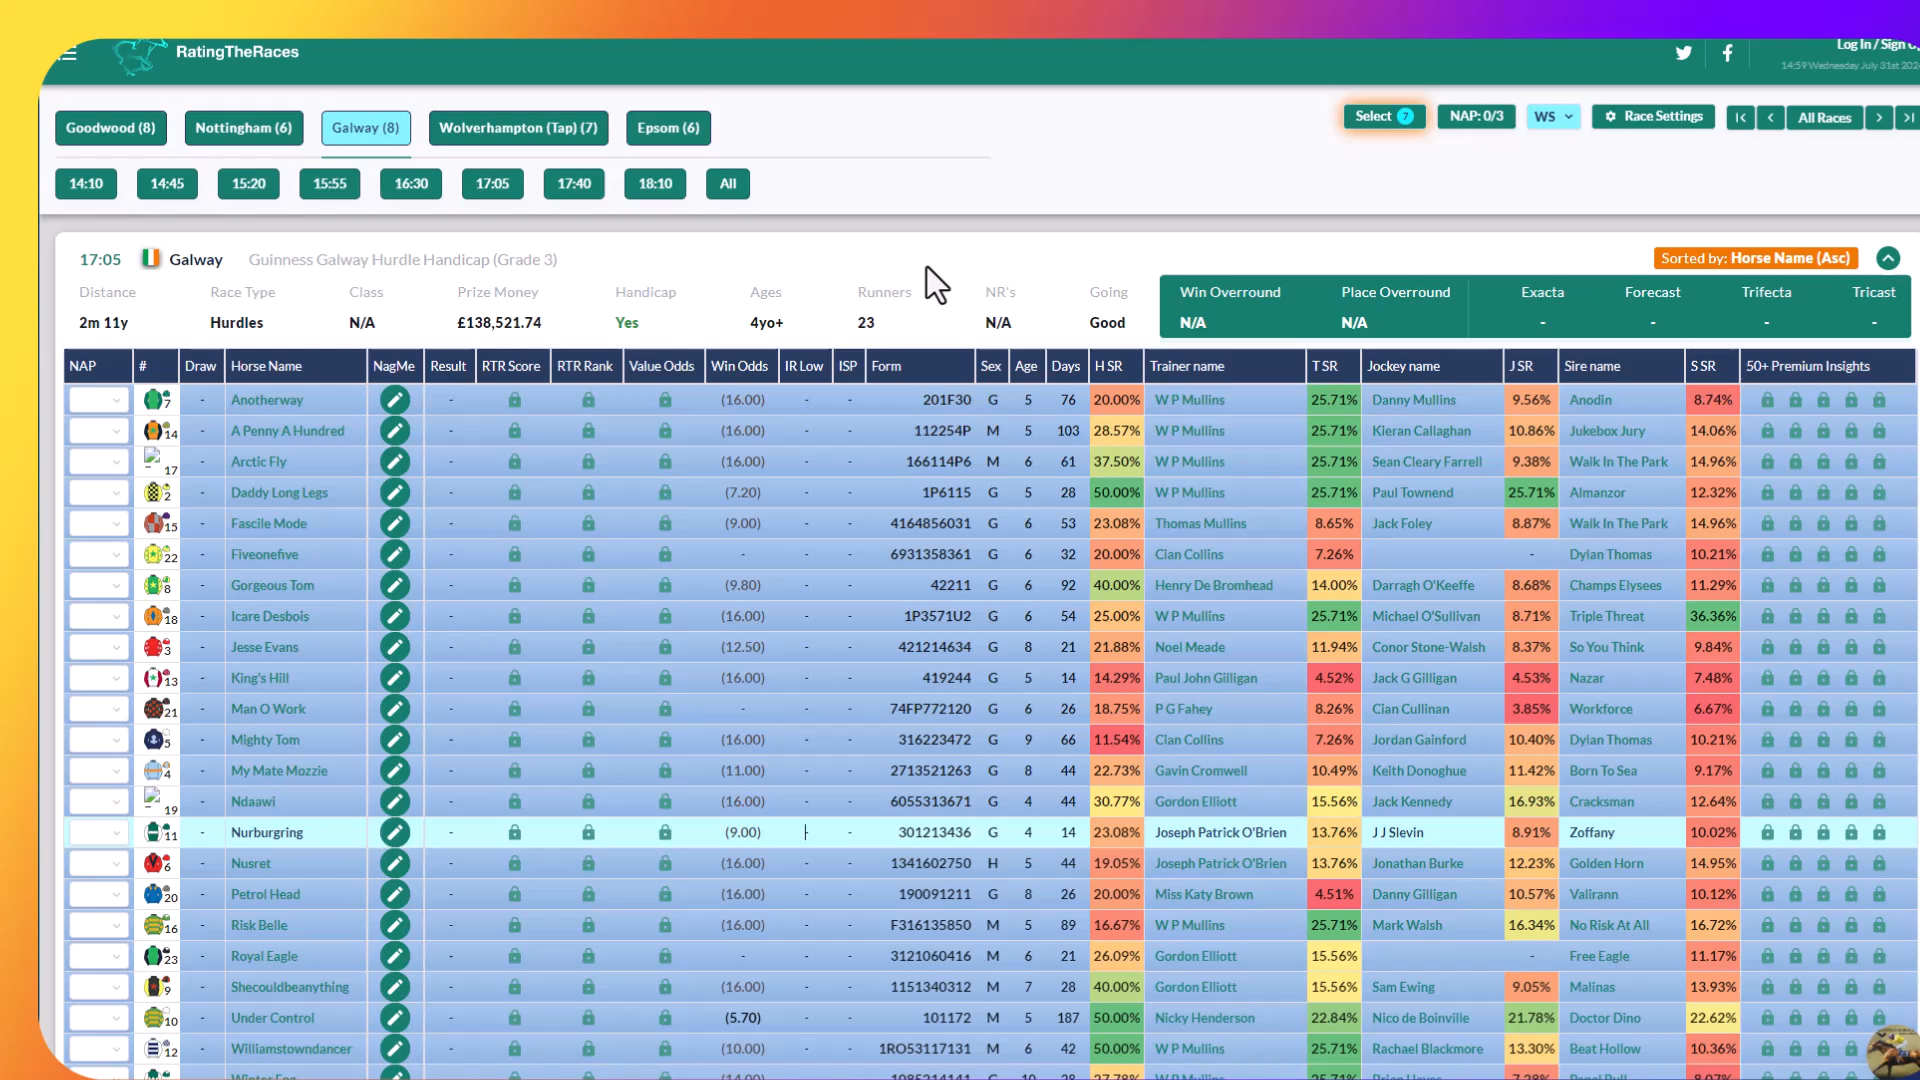 RatingTheRaces
Log In / Sign
14:59 Wednesday July 31st 202
Goodwood (8) Nottingham (6) Galway (8) Wolverhampton (Tap) (7) Epsom (6)
Select 7 NAP: 0/3 WS Race Settings All Races
14:10 14:45 15:20 15:55 16:30 17:05 17:40 18:10 All
17:05 Galway Guinness Galway Hurdle Handicap (Grade 3) Sorted by: Horse Name (Asc)
Distance Race Type Class Prize Money Handicap Ages Runners NR's Going Win Overround Place Overround Exacta Forecast Trifecta Tricast
2m 11y Hurdles N/A £138,521.74 Yes 4yo+ 23 N/A Good N/A N/A - - - -
NAP # Draw Horse Name NagMe Result RTR Score RTR Rank Value Odds Win Odds IR Low ISP Form Sex Age Days H SR Trainer name T SR Jockey name J SR Sire name S SR 50+ Premium Insights
7 - Anotherway - (16.00) - - 201F30 G 5 76 20.00% W P Mullins 25.71% Danny Mullins 9.56% Anodin 8.74%
14 - A Penny A Hundred - (16.00) - - 112254P M 5 103 28.57% W P Mullins 25.71% Kieran Callaghan 10.86% Jukebox Jury 14.06%
17 - Arctic Fly - (16.00) - - 166114P6 M 6 61 37.50% W P Mullins 25.71% Sean Cleary Farrell 9.38% Walk In The Park 14.96%
2 - Daddy Long Legs - (7.20) - - 1P6115 G 5 28 50.00% W P Mullins 25.71% Paul Townend 25.71% Almanzor 12.32%
15 - Fascile Mode - (9.00) - - 4164856031 G 6 53 23.08% Thomas Mullins 8.65% Jack Foley 8.87% Walk In The Park 14.96%
22 - Fiveonefive - - - - 6931358361 G 6 32 20.00% Cian Collins 7.26% - Dylan Thomas 10.21%
8 - Gorgeous Tom - (9.80) - - 42211 G 6 92 40.00% Henry De Bromhead 14.00% Darragh O'Keeffe 8.68% Champs Elysees 11.29%
18 - Icare Desbois - (16.00) - - 1P3571U2 G 6 54 25.00% W P Mullins 25.71% Michael O'Sullivan 8.71% Triple Threat 36.36%
3 - Jesse Evans - (12.50) - - 421214634 G 8 21 21.88% Noel Meade 11.94% Conor Stone-Walsh 8.37% So You Think 9.84%
13 - King's Hill - (16.00) - - 419244 G 5 14 14.29% Paul John Gilligan 4.52% Jack G Gilligan 4.53% Nazar 7.48%
21 - Man O Work - - - - 74FP772120 G 6 26 18.75% P G Fahey 8.26% Cian Cullinan 3.85% Workforce 6.67%
5 - Mighty Tom - (16.00) - - 316223472 G 9 66 11.54% Cian Collins 7.26% Jordan Gainford 10.40% Dylan Thomas 10.21%
4 - My Mate Mozzie - (11.00) - - 2713521263 G 8 44 22.73% Gavin Cromwell 10.49% Keith Donoghue 11.42% Born To Sea 9.17%
19 - Ndaawi - (16.00) - - 6055313671 G 4 44 30.77% Gordon Elliott 15.56% Jack Kennedy 16.93% Cracksman 12.64%
11 - Nurburgring - (9.00) - - 301213436 G 4 14 23.08% Joseph Patrick O'Brien 13.76% J J Slevin 8.91% Zoffany 10.02%
6 - Nusret - (16.00) - - 1341602750 H 5 44 19.05% Joseph Patrick O'Brien 13.76% Jonathan Burke 12.23% Golden Horn 14.95%
20 - Petrol Head - (16.00) - - 190091211 G 8 26 20.00% Miss Katy Brown 4.51% Danny Gilligan 10.57% Valirann 10.12%
16 - Risk Belle - (16.00) - - F316135850 M 5 89 16.67% W P Mullins 25.71% Mark Walsh 16.34% No Risk At All 16.72%
23 - Royal Eagle - - - - 3121060416 M 6 21 26.09% Gordon Elliott 15.56% - Free Eagle 11.17%
9 - Shecouldbeanything - (16.00) - - 1151340312 M 7 28 40.00% Gordon Elliott 15.56% Sam Ewing 9.05% Malinas 13.93%
10 - Under Control - (5.70) - - 101172 M 5 187 50.00% Nicky Henderson 22.84% Nico de Boinville 21.78% Doctor Dino 22.62%
12 - Williamstowndancer - (10.00) - - 1RO53117131 M 6 42 50.00% W P Mullins 25.71% Rachael Blackmore 13.30% Beat Hollow 10.36%